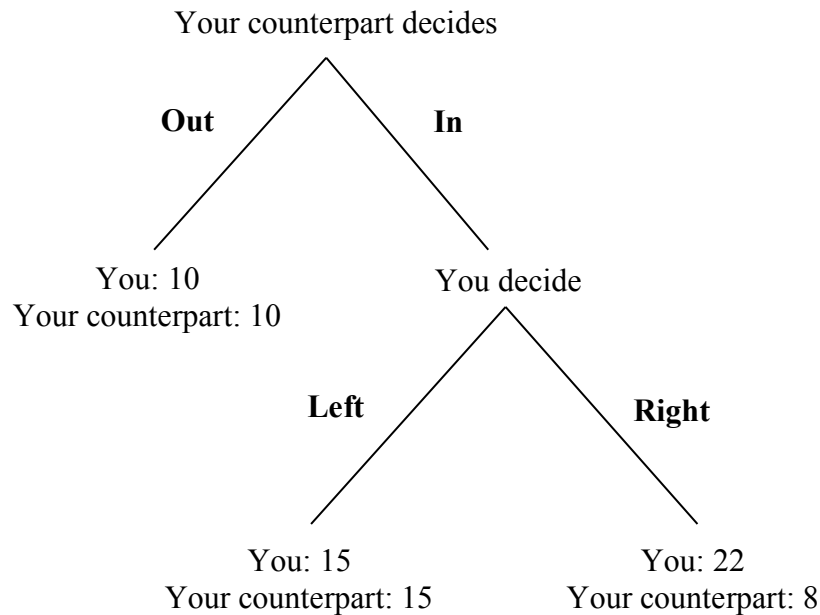 Your counterpart decides
Out
In
You: 10
Your counterpart: 10
You decide
Left
Right
You: 15
Your counterpart: 15
You: 22
Your counterpart: 8